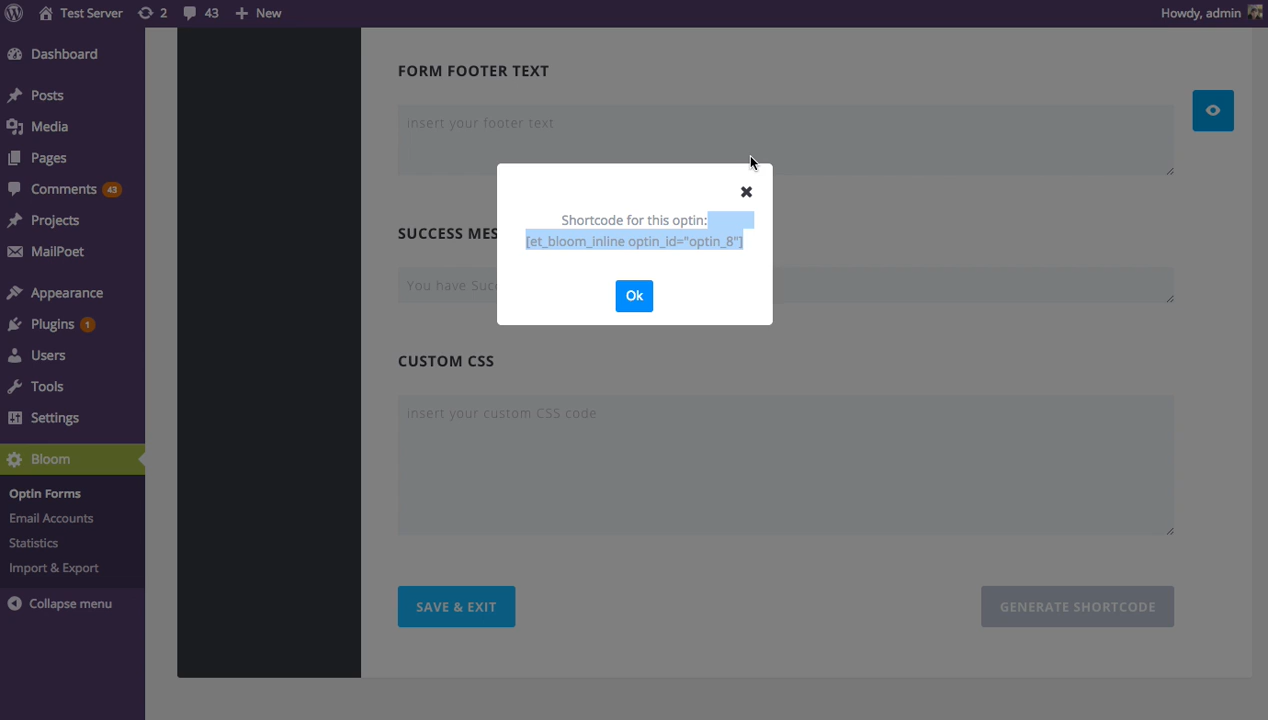 Test Server
2
43
New
Howdy, admin
Dashboard
Posts
Media
Pages
Comments 43
Projects
MailPoet
Appearance
Plugins 1
Users
Tools
Settings
Bloom
OptIn Forms
Email Accounts
Statistics
Import & Export
Collapse menu
FORM FOOTER TEXT
insert your footer text
SUCCESS MES
You have Suc
Shortcode for this optin:
[et_bloom_inline optin_id="optin_8"]
Ok
CUSTOM CSS
insert your custom CSS code
SAVE & EXIT
GENERATE SHORTCODE